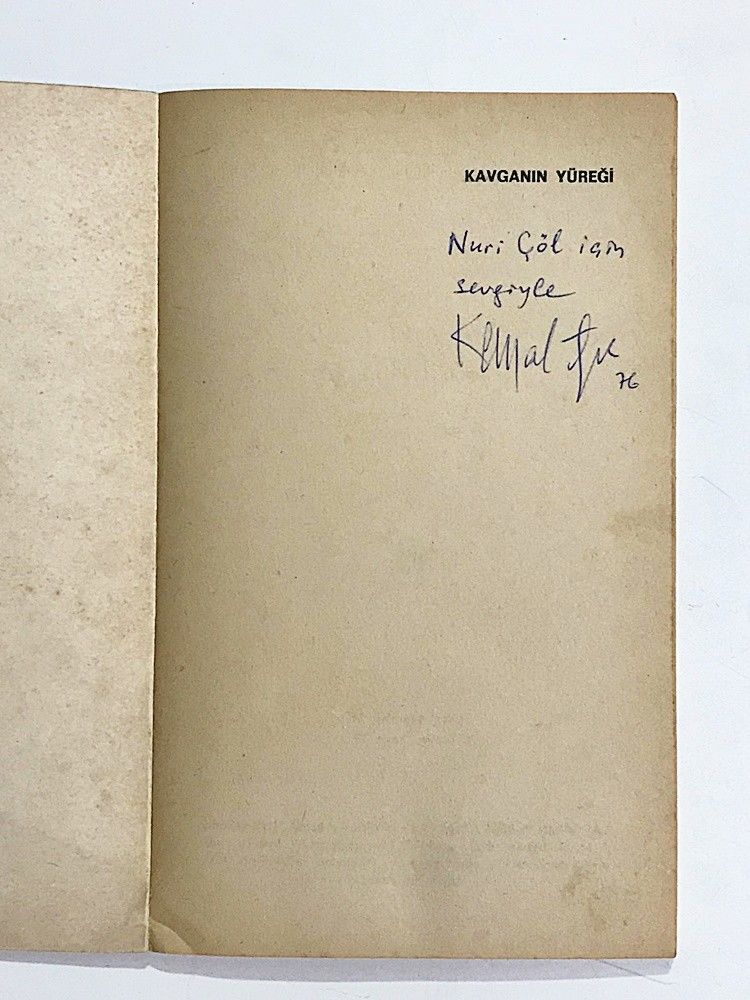 KAVGANIN YÜREĞİ
Nuri Çöl için
sevgiyle
Kemal
76